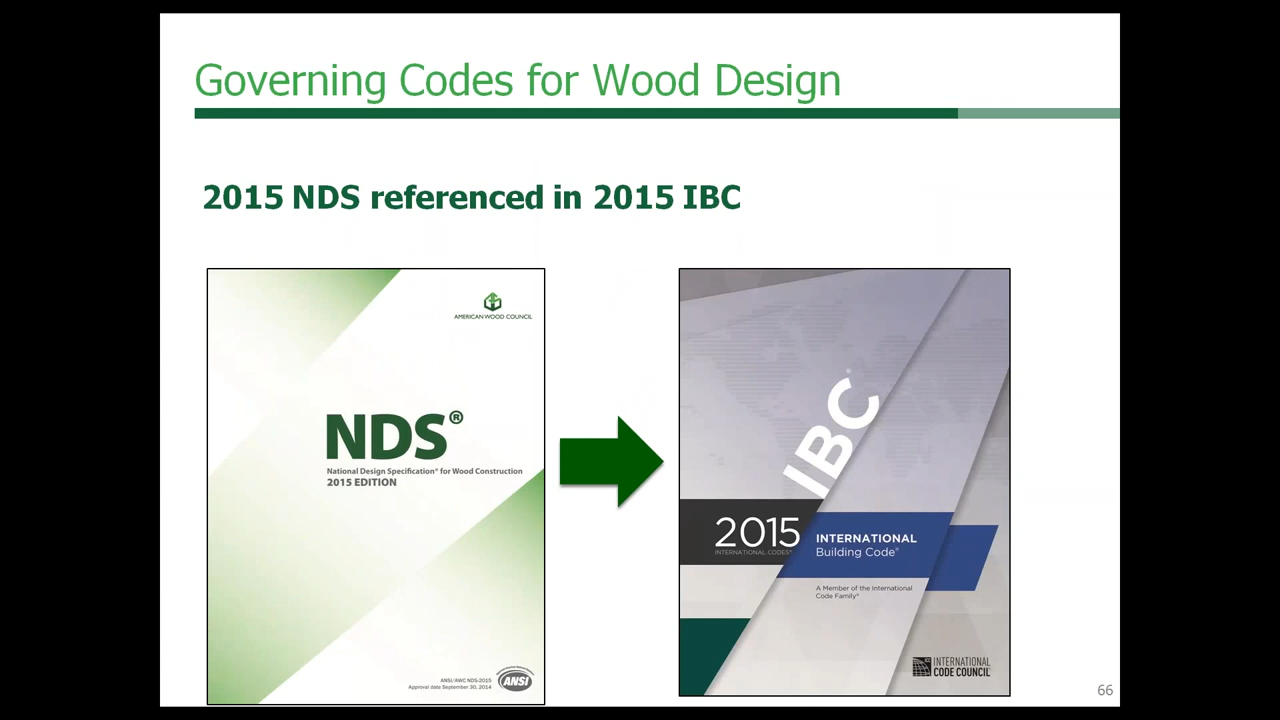 Governing Codes for Wood Design
2015 NDS referenced in 2015 IBC
AMERICAN WOOD COUNCIL
NDS®
National Design Specification® for Wood Construction
2015 EDITION
ANSI/AWC NDS-2015
Approval date September 30, 2014
ANSI
IBC
2015
INTERNATIONAL CODES®
INTERNATIONAL
Building Code®
A Member of the International
Code Family®
INTERNATIONAL
CODE COUNCIL
66